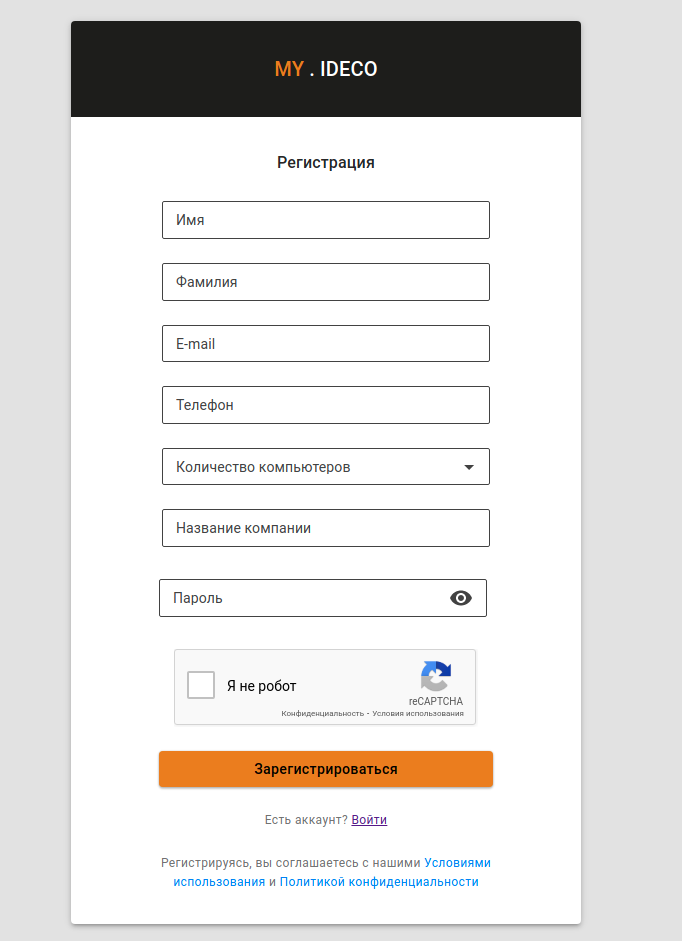 MY . IDECO
Регистрация
Имя
Фамилия
E-mail
Телефон
Количество компьютеров
Название компании
Пароль
Я не робот
reCAPTCHA
Конфиденциальность - Условия использования
Зарегистрироваться
Есть аккаунт? Войти
Регистрируясь, вы соглашаетесь с нашими Условиями
использования и Политикой конфиденциальности